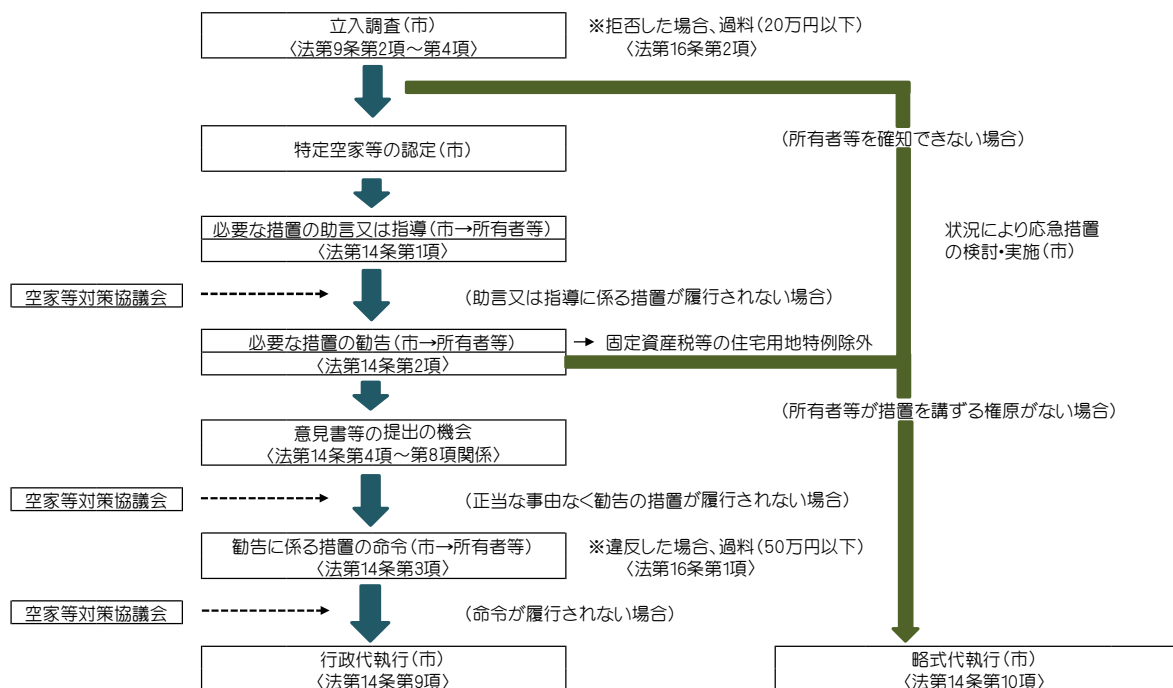 立入調査(市)
〈法第9条第2項～第4項〉
※拒否した場合、過料(20万円以下)
〈法第16条第2項〉
(所有者等を確知できない場合)
特定空家等の認定(市)
必要な措置の助言又は指導(市→所有者等)
〈法第14条第1項〉
状況により応急措置
の検討・実施(市)
空家等対策協議会
(助言又は指導に係る措置が履行されない場合)
必要な措置の勧告(市→所有者等)
〈法第14条第2項〉
→ 固定資産税等の住宅用地特例除外
(所有者等が措置を講ずる権原がない場合)
意見書等の提出の機会
〈法第14条第4項～第8項関係〉
空家等対策協議会
(正当な事由なく勧告の措置が履行されない場合)
勧告に係る措置の命令(市→所有者等)
〈法第14条第3項〉
※違反した場合、過料(50万円以下)
〈法第16条第1項〉
空家等対策協議会
(命令が履行されない場合)
行政代執行(市)
〈法第14条第9項〉
略式代執行(市)
〈法第14条第10項〉